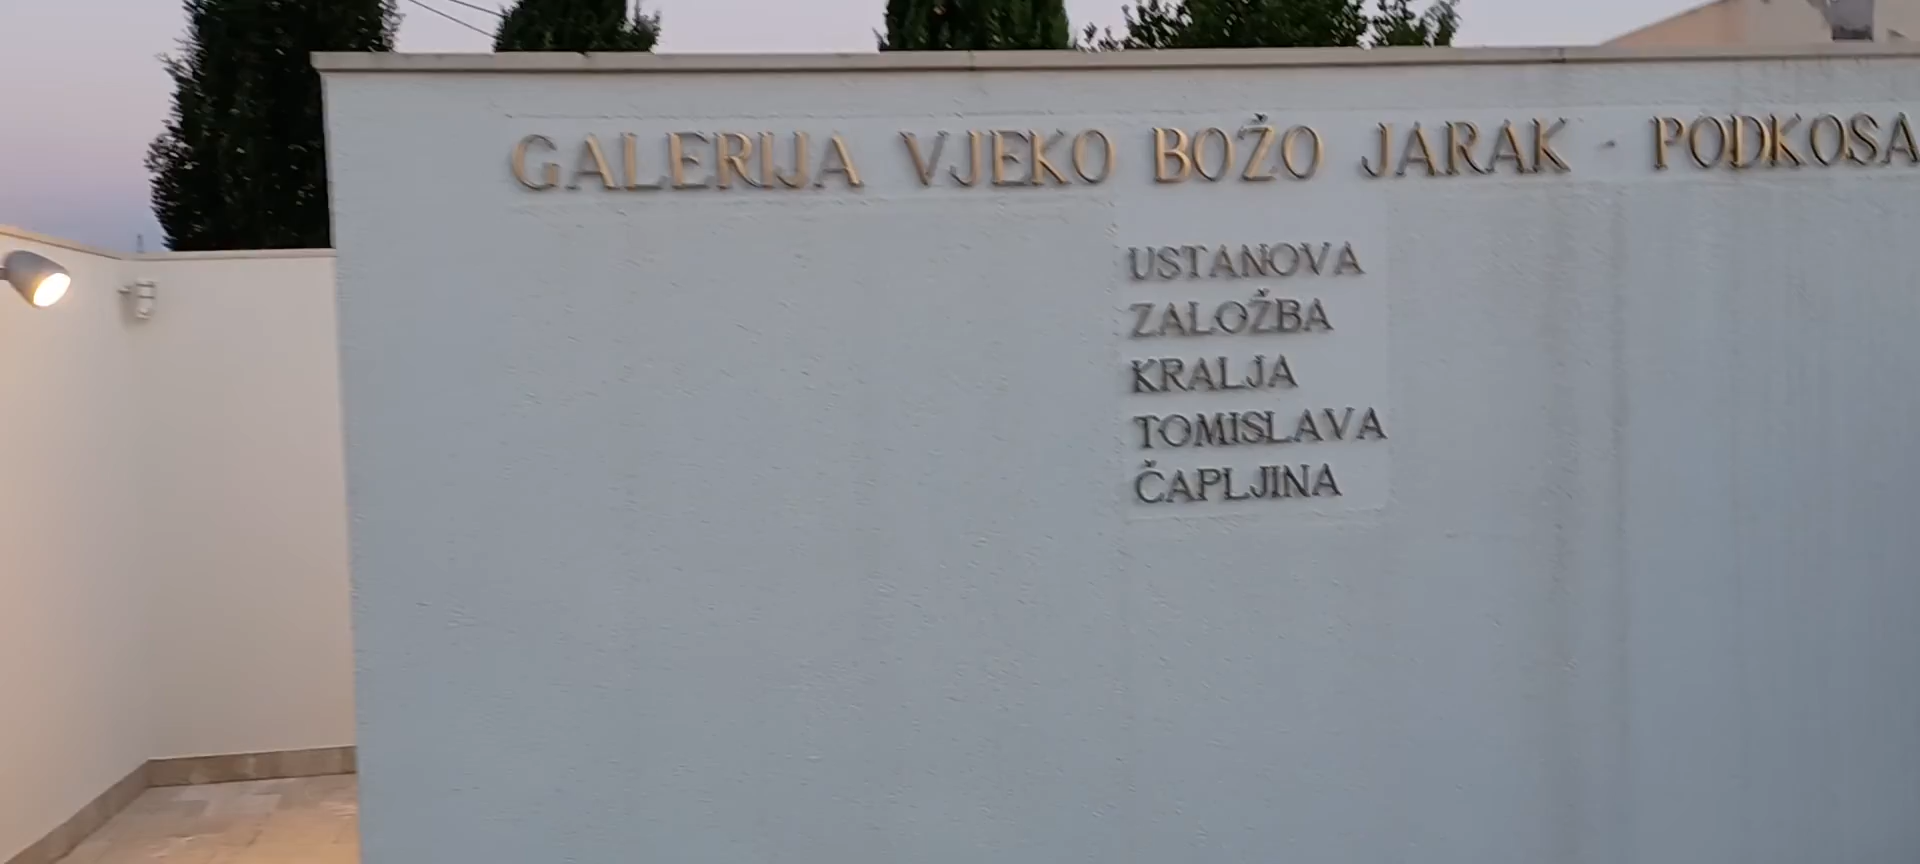 GALERIJA VJEKO BOŽO JARAK - PODKOSA
USTANOVA
ZALOŽBA
KRALJA
TOMISLAVA
ČAPLJINA